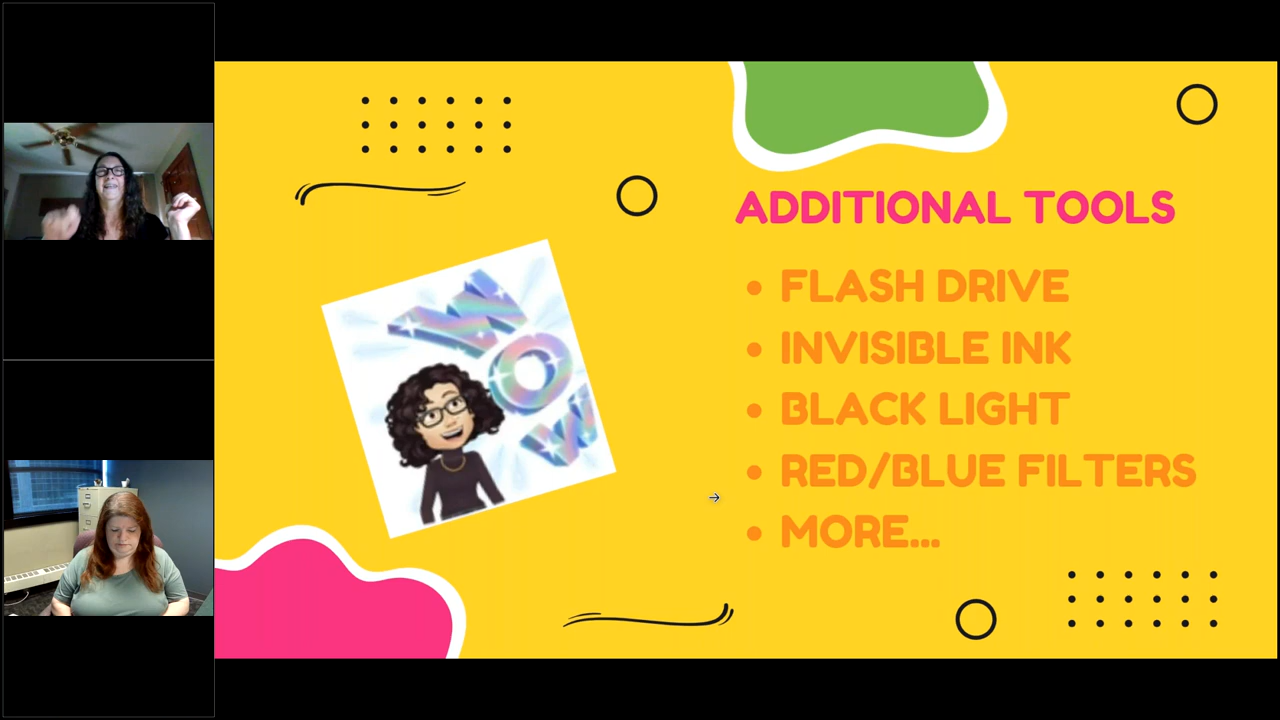 WOW
ADDITIONAL TOOLS
• FLASH DRIVE
• INVISIBLE INK
• BLACK LIGHT
• RED/BLUE FILTERS
• MORE...